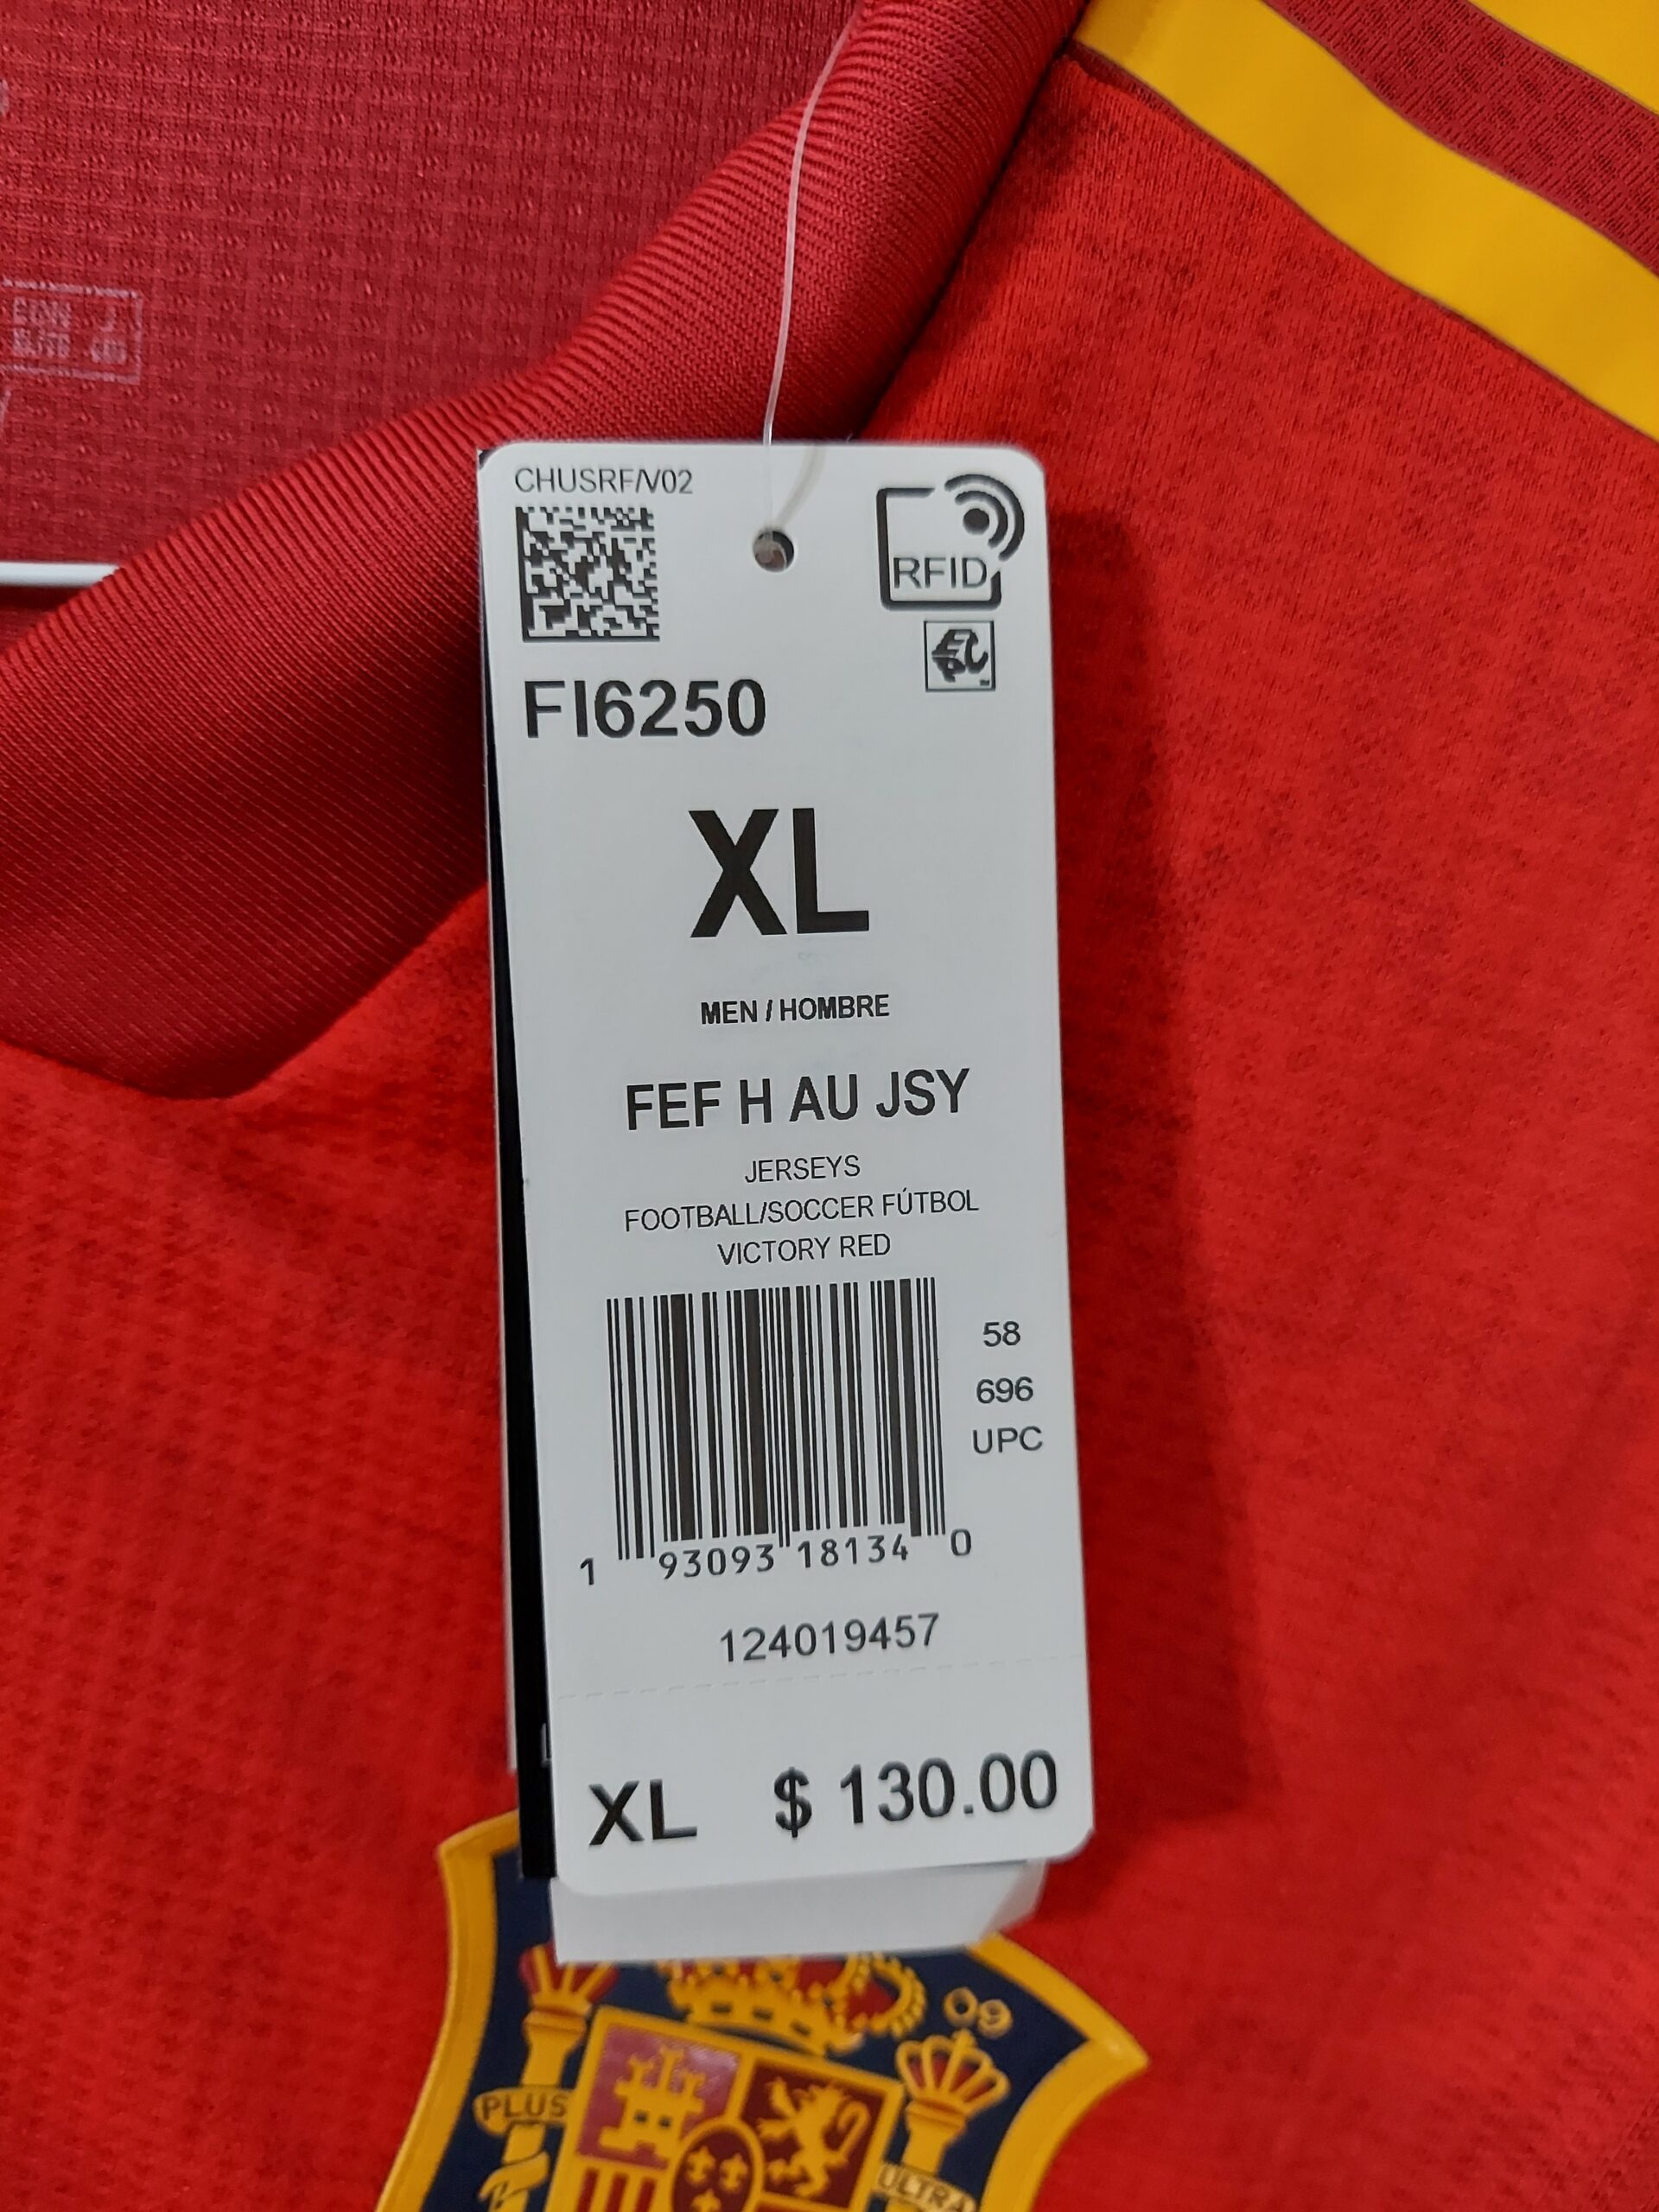 CHUSRF/V02
RFID
FI6250
XL
MEN / HOMBRE
FEF H AU JSY
JERSEYS
FOOTBALL/SOCCER FÚTBOL
VICTORY RED
58
696
UPC
1 93093 18134 0
124019457
XL $ 130.00
09
PLUS
ULTRA